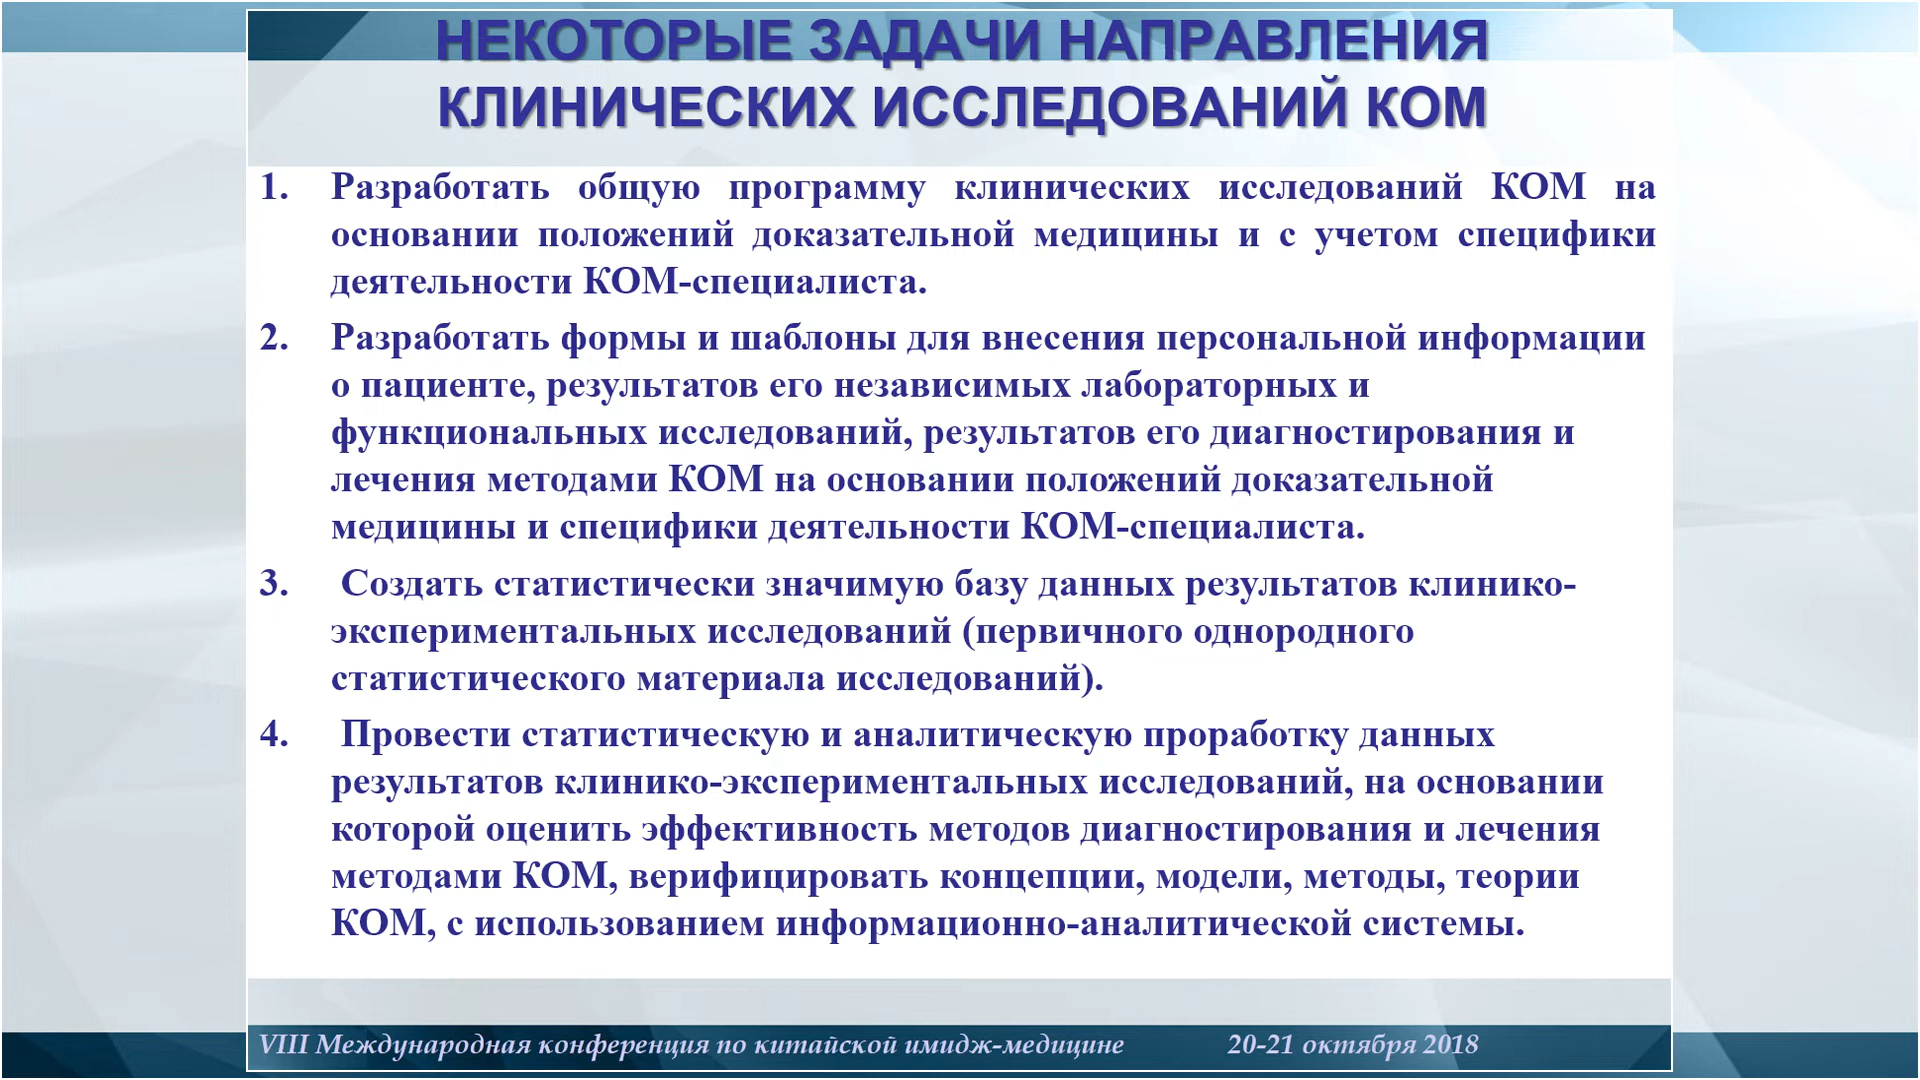 НЕКОТОРЫЕ ЗАДАЧИ НАПРАВЛЕНИЯ
КЛИНИЧЕСКИХ ИССЛЕДОВАНИЙ КОМ
1. Разработать общую программу клинических исследований КОМ на
основании положений доказательной медицины и с учетом специфики
деятельности КОМ-специалиста.
2. Разработать формы и шаблоны для внесения персональной информации
о пациенте, результатов его независимых лабораторных и
функциональных исследований, результатов его диагностирования и
лечения методами КОМ на основании положений доказательной
медицины и специфики деятельности КОМ-специалиста.
3. Создать статистически значимую базу данных результатов клинико-
экспериментальных исследований (первичного однородного
статистического материала исследований).
4. Провести статистическую и аналитическую проработку данных
результатов клинико-экспериментальных исследований, на основании
которой оценить эффективность методов диагностирования и лечения
методами КОМ, верифицировать концепции, модели, методы, теории
КОМ, с использованием информационно-аналитической системы.
VIII Международная конференция по китайской имидж-медицине 20-21 октября 2018